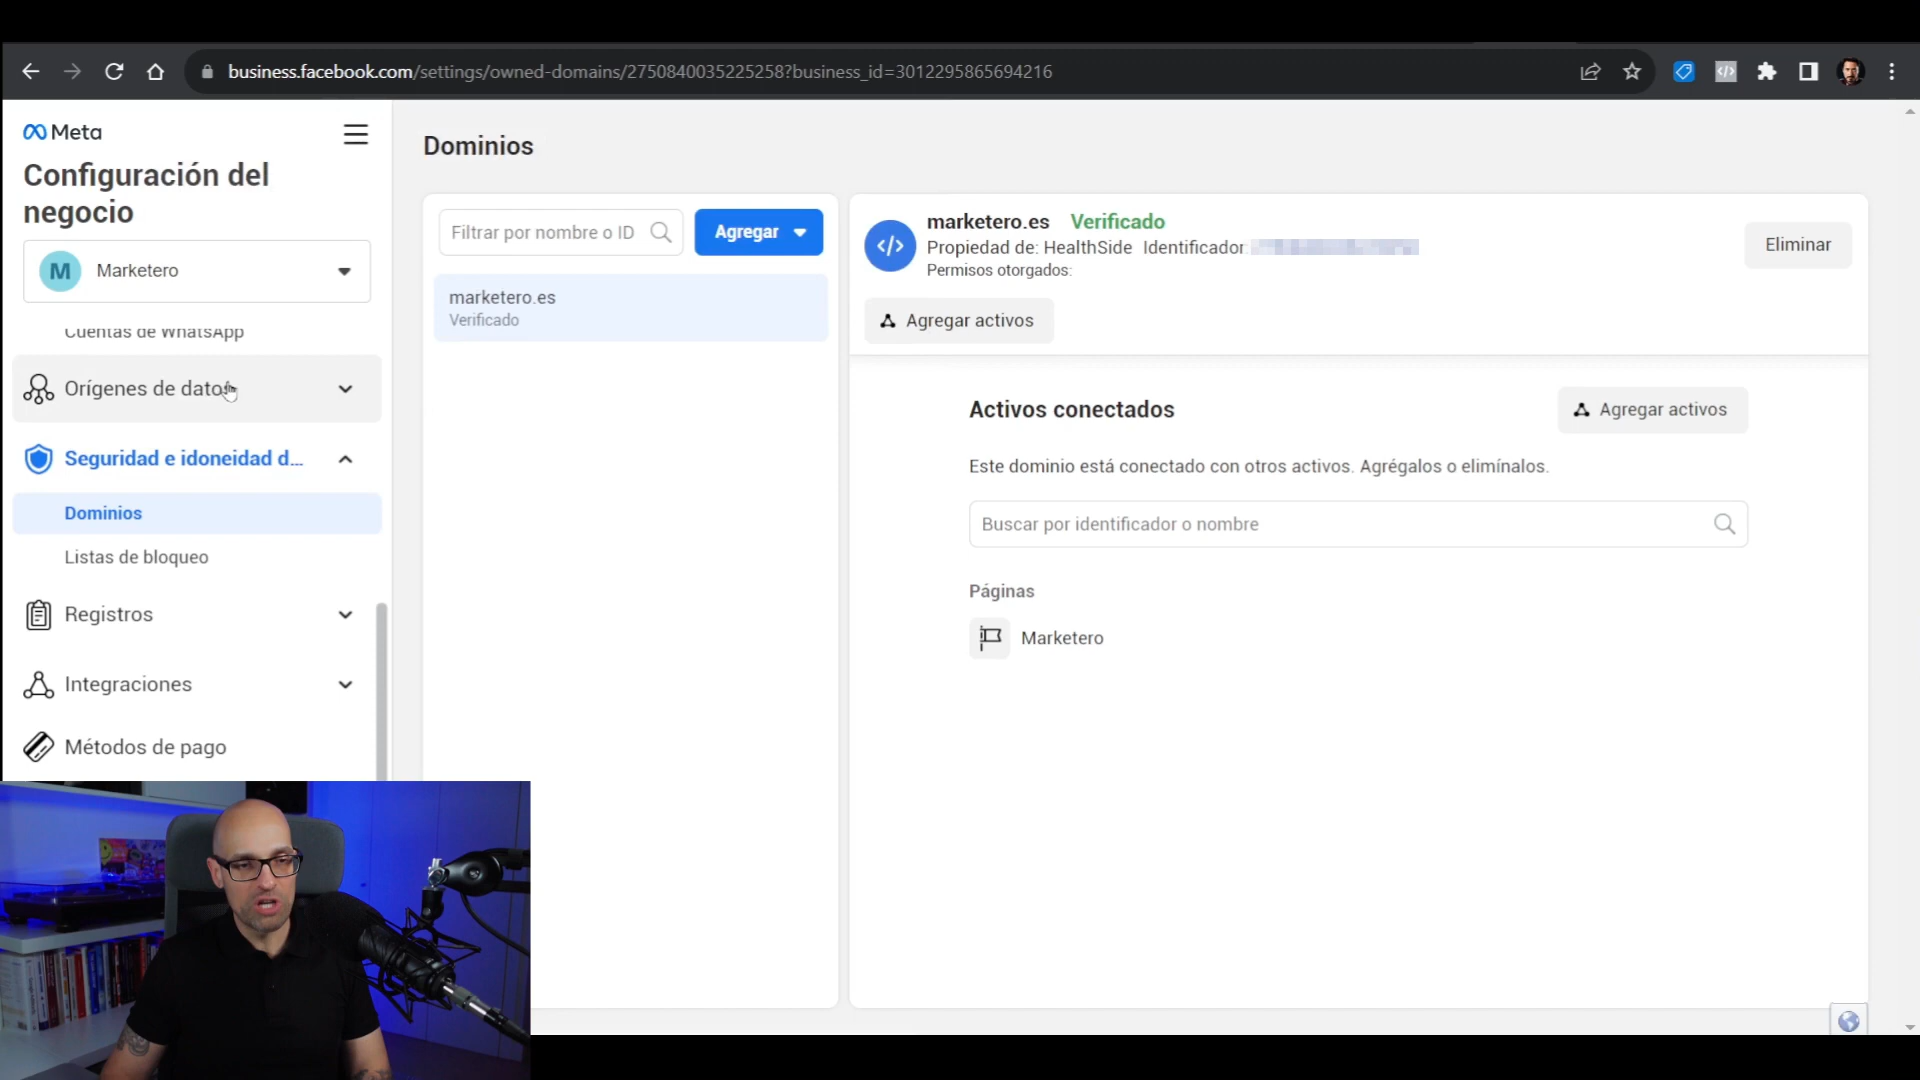 business.facebook.com/settings/owned-domains/2750840035225258?business_id=3012295865694216
Meta
Configuración del
negocio
M Marketero
Cuentas de WhatsApp
Orígenes de datos
Seguridad e idoneidad d...
Dominios
Listas de bloqueo
Registros
Integraciones
Métodos de pago
Dominios
Filtrar por nombre o ID
Agregar
marketero.es
Verificado
marketero.es Verificado
Propiedad de: HealthSide Identificador:
Permisos otorgados:
Eliminar
Agregar activos
Activos conectados
Agregar activos
Este dominio está conectado con otros activos. Agrégalos o elimínalos.
Buscar por identificador o nombre
Páginas
Marketero